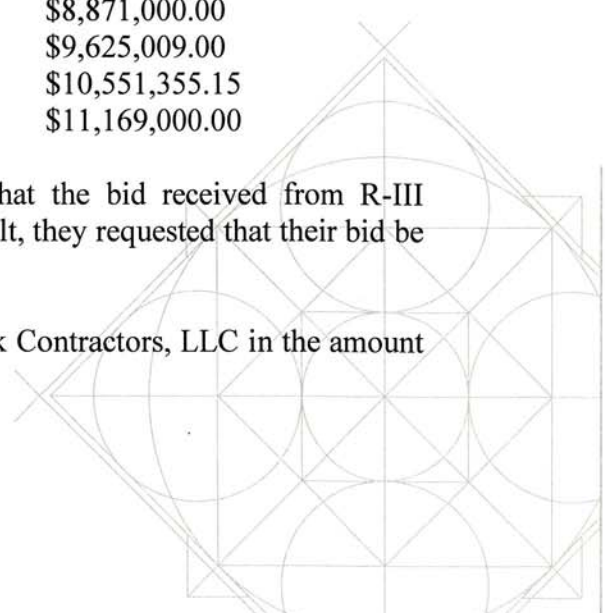 $8,871,000.00
$9,625,009.00
$10,551,355.15
$11,169,000.00
hat the bid received from R-III
lt, they requested that their bid be
k Contractors, LLC in the amount